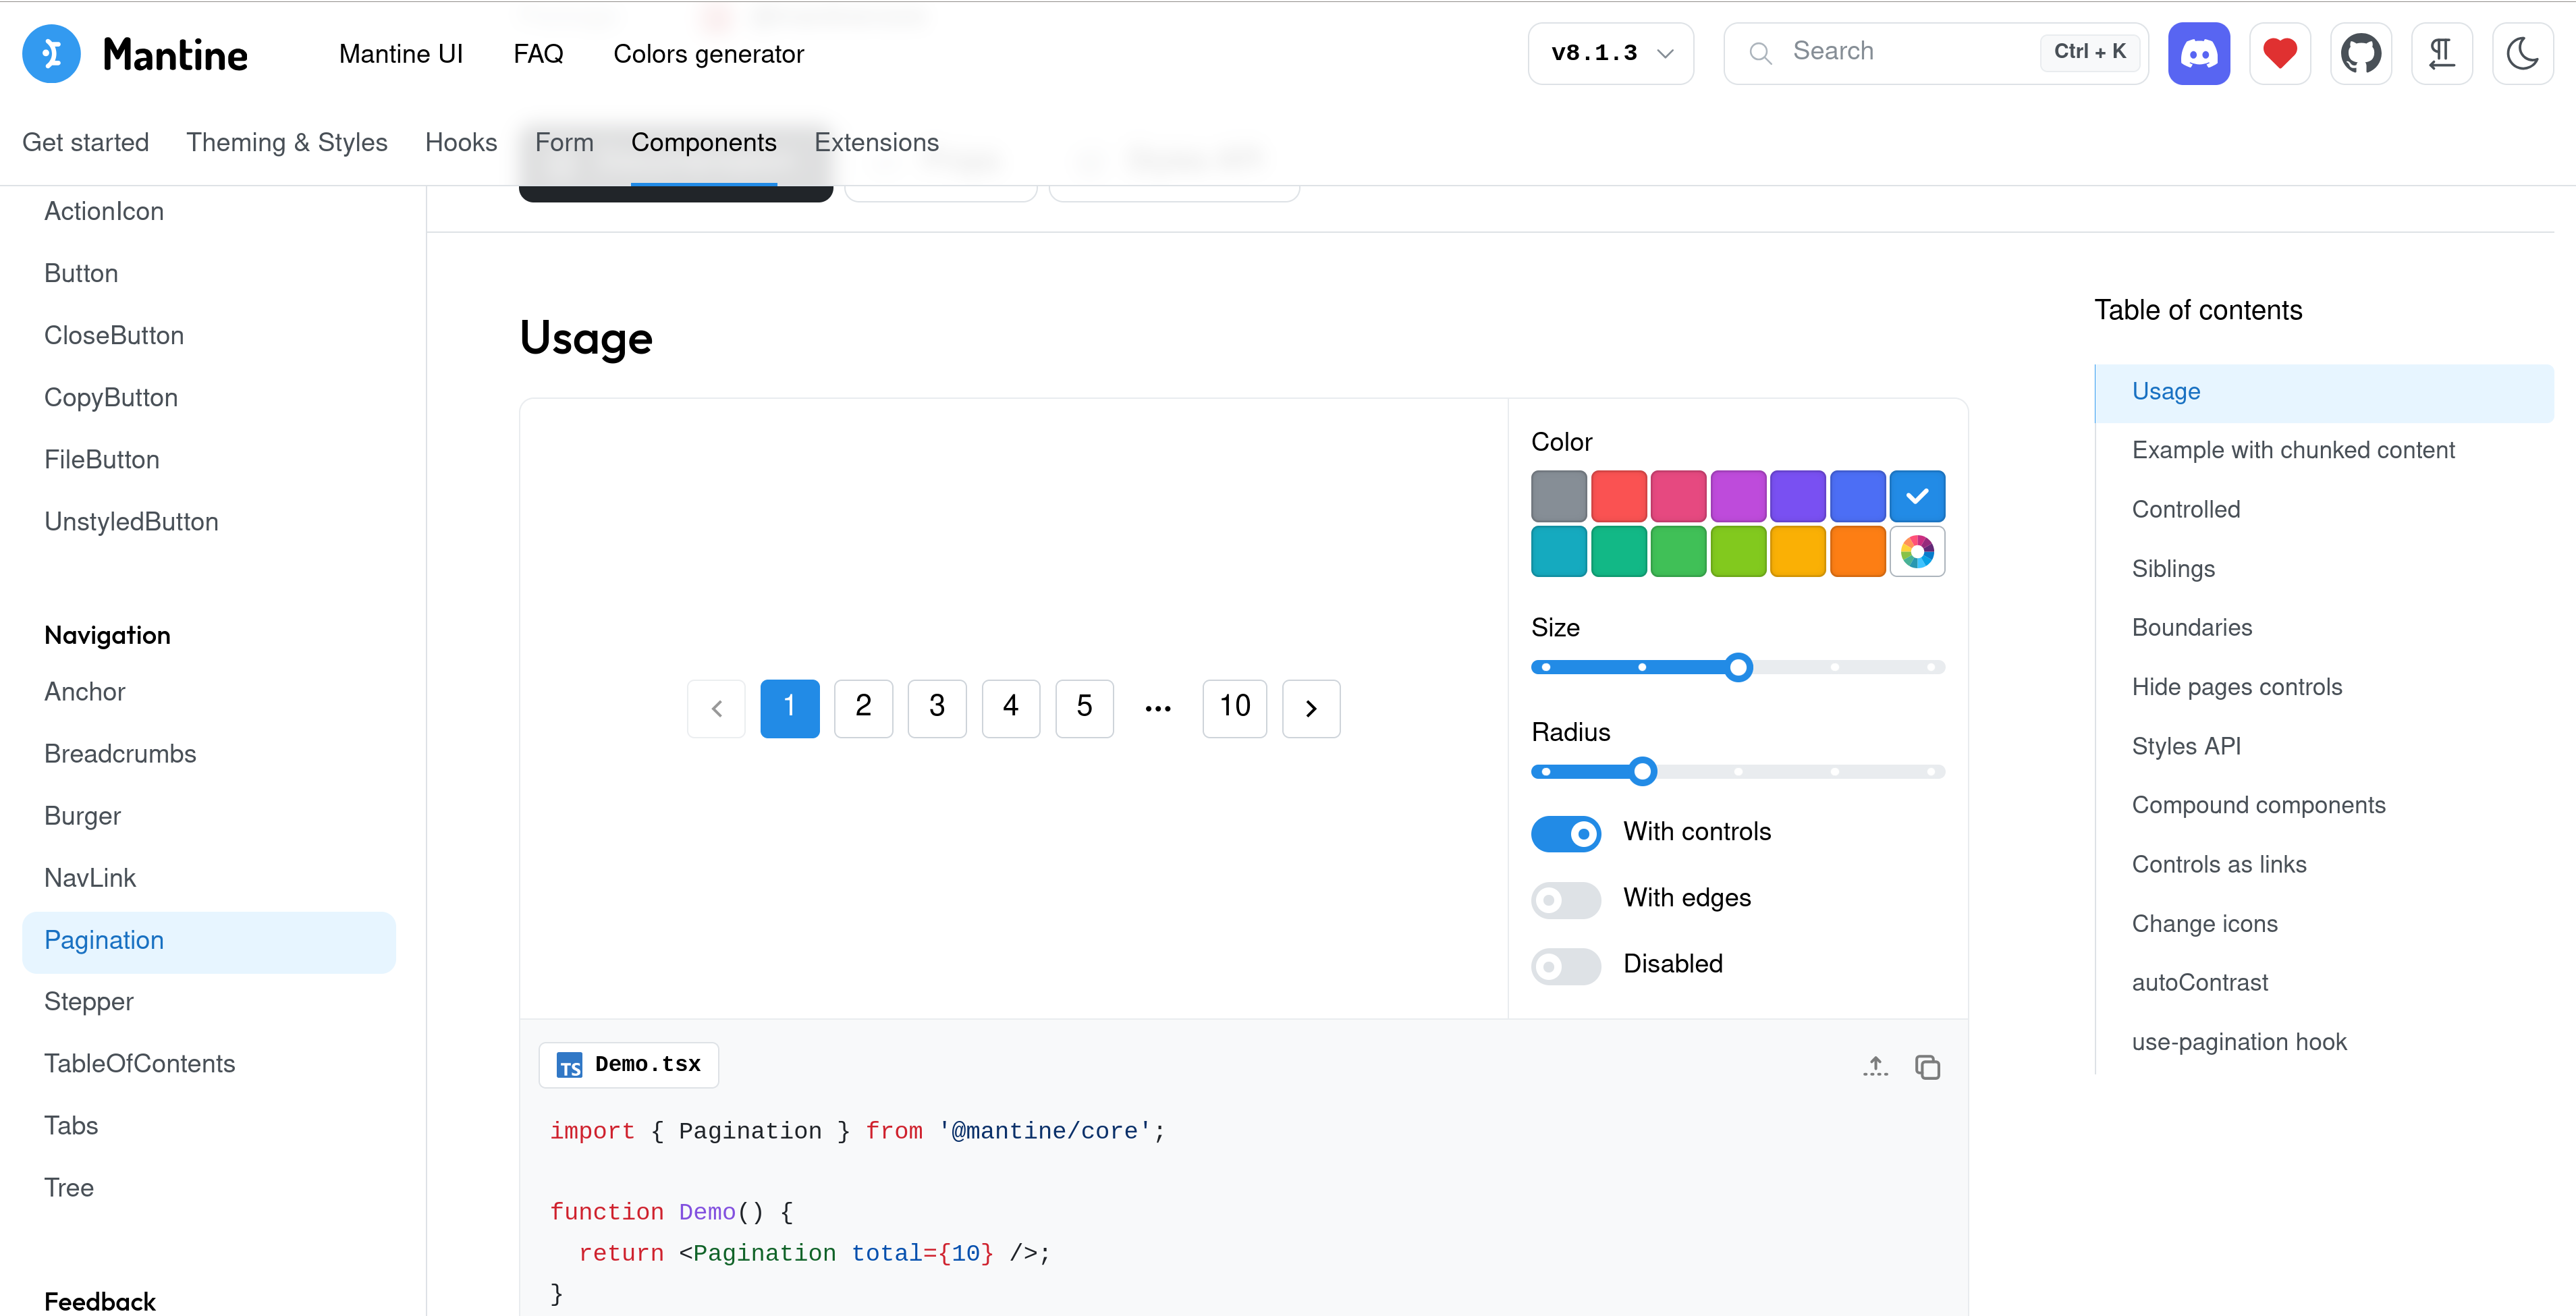 Mantine
Mantine UI
FAQ
Colors generator
v8.1.3
Search
Ctrl + K
Get started
Theming & Styles
Hooks
Form
Components
Extensions
ActionIcon
Button
CloseButton
CopyButton
FileButton
UnstyledButton
Navigation
Anchor
Breadcrumbs
Burger
NavLink
Pagination
Stepper
TableOfContents
Tabs
Tree
Feedback
Usage
1
2
3
4
5
10
Color
Size
Radius
With controls
With edges
Disabled
TS Demo.tsx
import { Pagination } from '@mantine/core';
function Demo() {
return <Pagination total={10} />;
}
Table of contents
Usage
Example with chunked content
Controlled
Siblings
Boundaries
Hide pages controls
Styles API
Compound components
Controls as links
Change icons
autoContrast
use-pagination hook